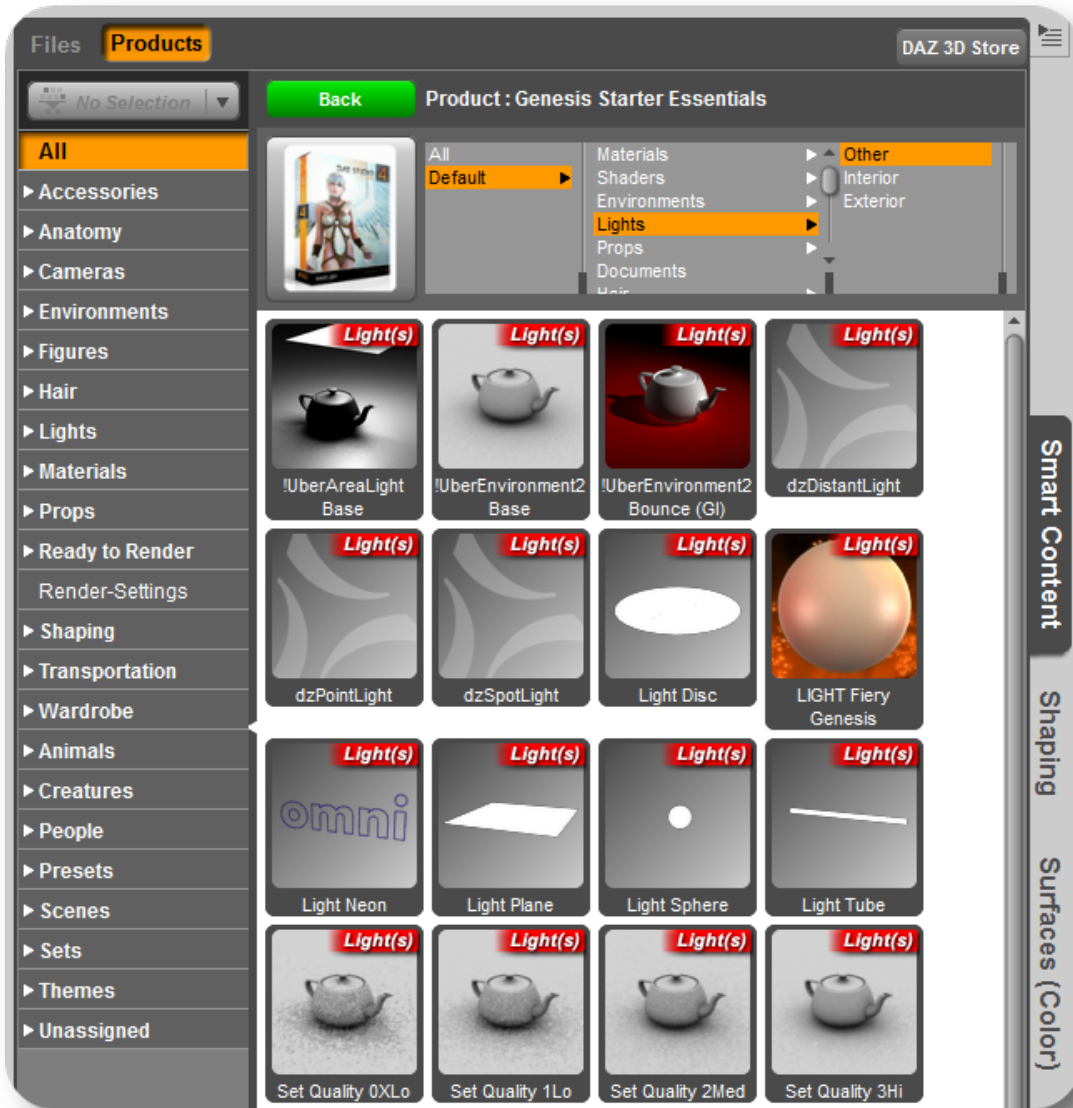 Files
Products
DAZ 3D Store
No Selection
Back
Product : Genesis Starter Essentials
All
Accessories
Anatomy
Cameras
Environments
Figures
Hair
Lights
Materials
Props
Ready to Render
Render-Settings
Shaping
Transportation
Wardrobe
Animals
Creatures
People
Presets
Scenes
Sets
Themes
Unassigned
DAZ STUDIO 4
4
All
Default
Materials
Shaders
Environments
Lights
Props
Documents
Hair
Other
Interior
Exterior
Light(s)
!UberAreaLight
Base
Light(s)
!UberEnvironment2
Base
Light(s)
!UberEnvironment2
Bounce (GI)
Light(s)
dzDistantLight
Light(s)
dzPointLight
Light(s)
dzSpotLight
Light(s)
Light Disc
Light(s)
LIGHT Fiery
Genesis
Light(s)
omni
Light Neon
Light(s)
Light Plane
Light(s)
Light Sphere
Light(s)
Light Tube
Light(s)
Set Quality 0XLo
Light(s)
Set Quality 1Lo
Light(s)
Set Quality 2Med
Light(s)
Set Quality 3Hi
Smart Content
Shaping
Surfaces (Color)